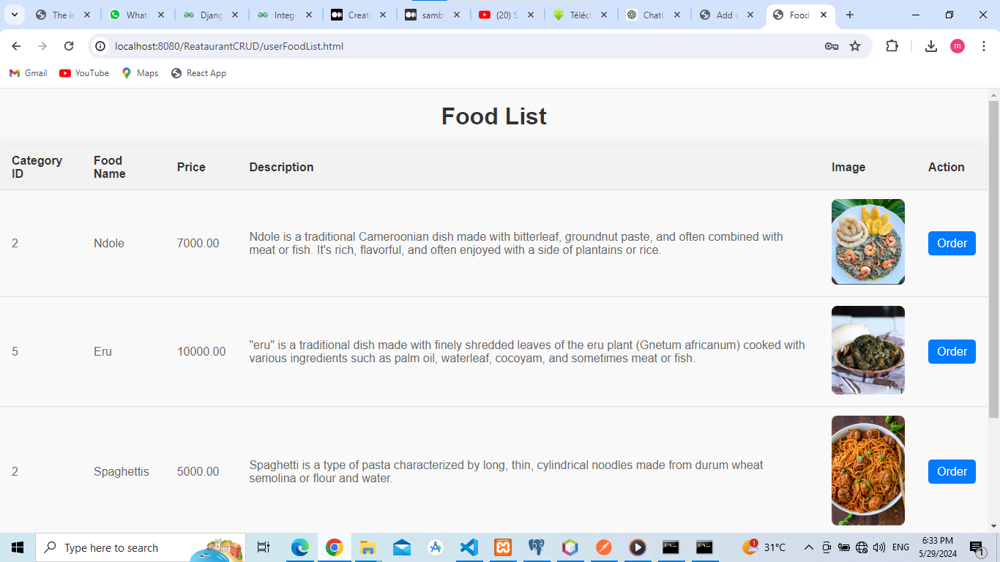 The in
Whats
Djang
Integ
Creati
samb
(20) S
Téléch
ChatG
Add u
Food
localhost:8080/ReataurantCRUD/userFoodList.html
m
Gmail
YouTube
Maps
React App
Food List
Category ID
Food Name
Price
Description
Image
Action
2
Ndole
7000.00
Ndole is a traditional Cameroonian dish made with bitterleaf, groundnut paste, and often combined with
meat or fish. It's rich, flavorful, and often enjoyed with a side of plantains or rice.
Order
5
Eru
10000.00
"eru" is a traditional dish made with finely shredded leaves of the eru plant (Gnetum africanum) cooked with
various ingredients such as palm oil, waterleaf, cocoyam, and sometimes meat or fish.
Order
2
Spaghettis
5000.00
Spaghetti is a type of pasta characterized by long, thin, cylindrical noodles made from durum wheat
semolina or flour and water.
Order
Type here to search
1
31°C
ENG
6:33 PM
5/29/2024
1